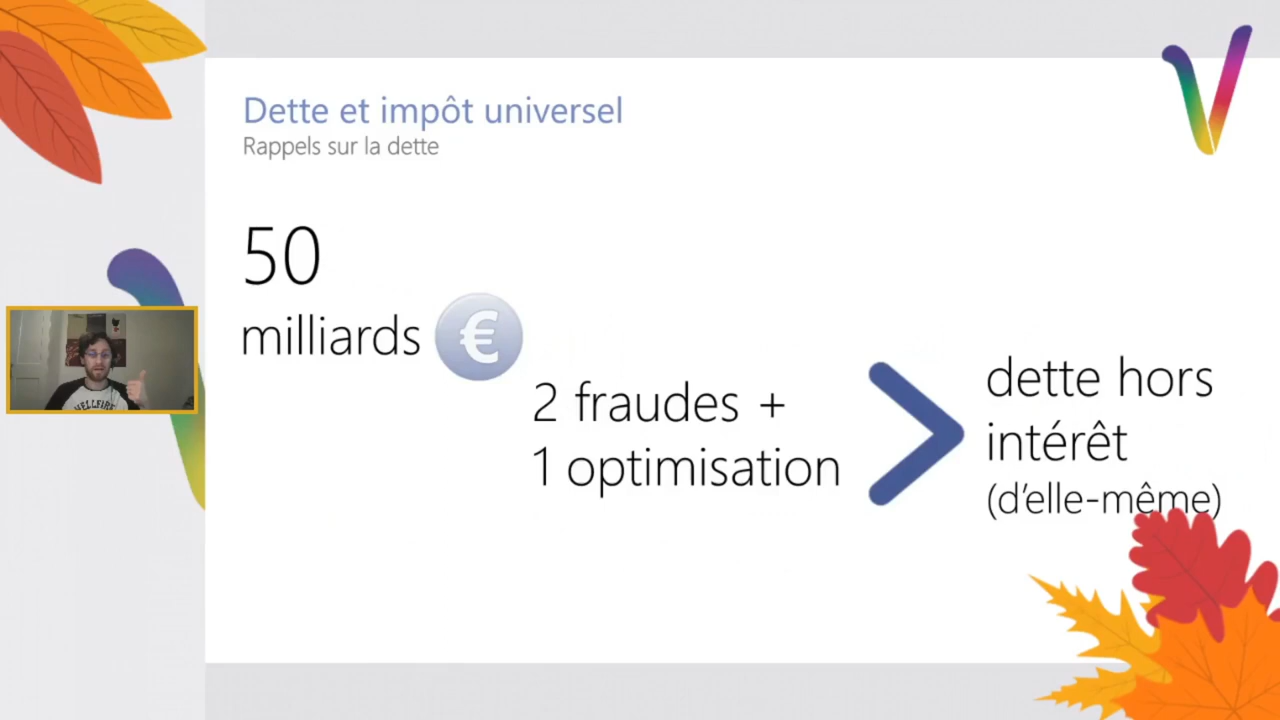 Dette et impôt universel
Rappels sur la dette
50
milliards €
2 fraudes +
1 optimisation
dette hors
intérêt
(d'elle-même)
HELLFIRE